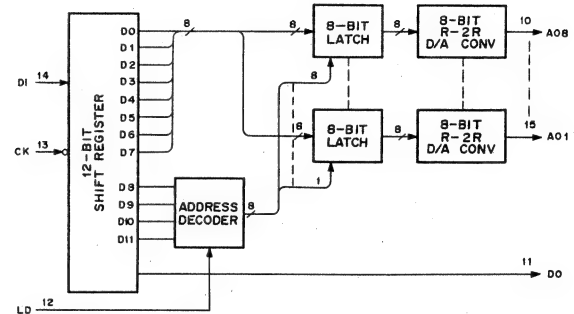 D0 8 8 8-BIT LATCH 8 8-BIT R-2R D/A CONV 10 AO8
D1
D2
DI 14 D3 8
D4
D5 15
D6 8 8-BIT LATCH 8 8-BIT R-2R D/A CONV AO1
CK 13 D7
12-BIT SHIFT REGISTER
D8 1
D9 ADDRESS DECODER 8
D10
D11
11 DO
LD 12